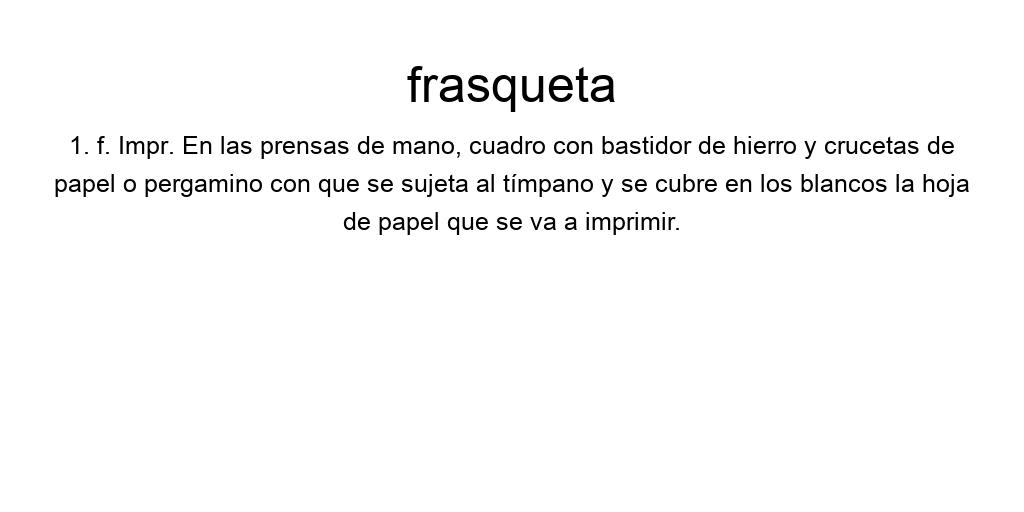 frasqueta
1. f. Impr. En las prensas de mano, cuadro con bastidor de hierro y crucetas de
papel o pergamino con que se sujeta al tímpano y se cubre en los blancos la hoja
de papel que se va a imprimir.